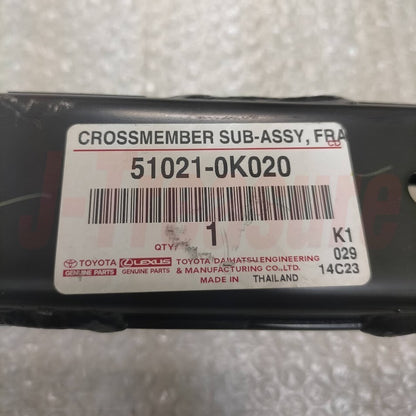 CROSSMEMBER SUB-ASSY, FRA
CD
51021-0K020
QTY: 1
K1
029
14C23
TOYOTA
GENUINE PARTS
LEXUS
GENUINE PARTS
TOYOTA DAIHATSU ENGINEERING
& MANUFACTURING CO.,LTD.
MADE IN THAILAND